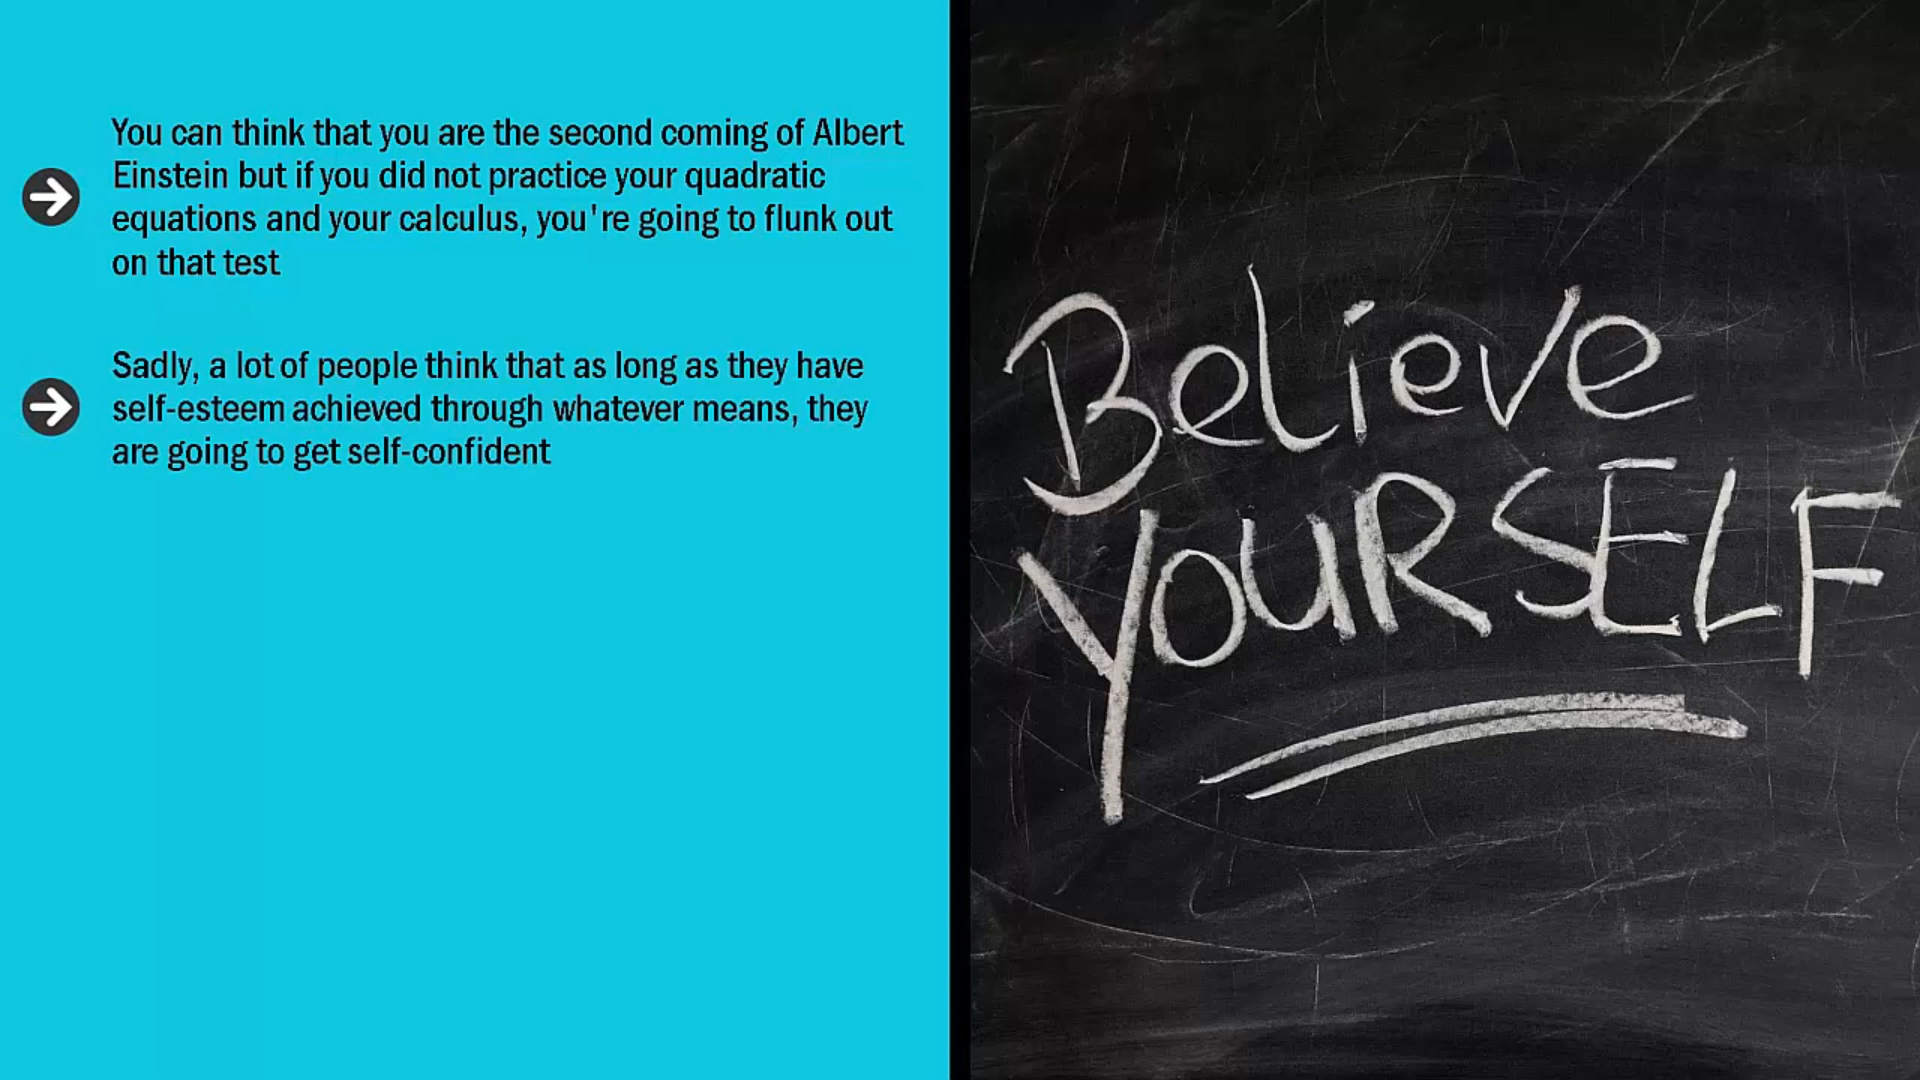 You can think that you are the second coming of Albert
Einstein but if you did not practice your quadratic
equations and your calculus, you're going to flunk out
on that test
Sadly, a lot of people think that as long as they have
self-esteem achieved through whatever means, they
are going to get self-confident
Believe
YOURSELF